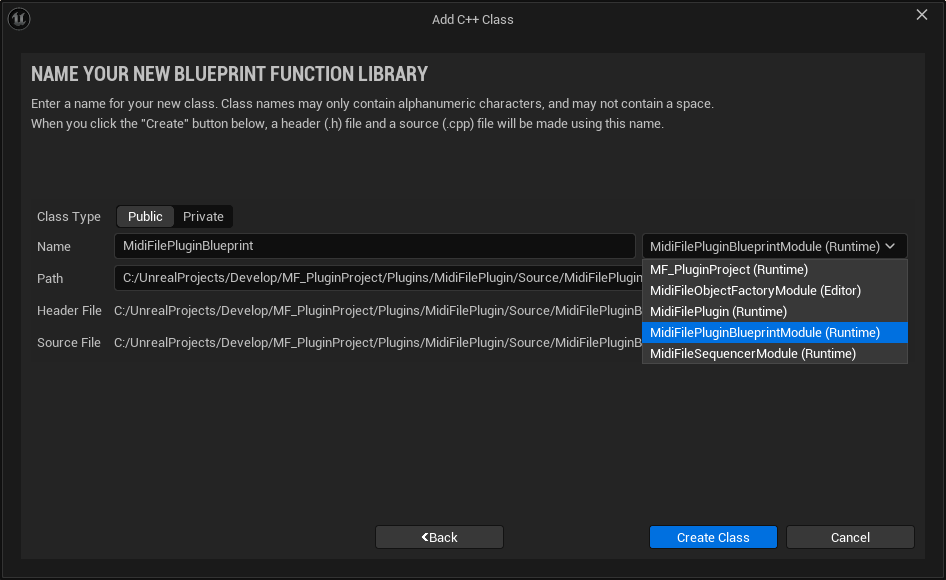 Add C++ Class
NAME YOUR NEW BLUEPRINT FUNCTION LIBRARY
Enter a name for your new class. Class names may only contain alphanumeric characters, and may not contain a space.
When you click the "Create" button below, a header (.h) file and a source (.cpp) file will be made using this name.
Class Type Public Private
Name MidiFilePluginBlueprint MidiFilePluginBlueprintModule (Runtime)
Path C:/UnrealProjects/Develop/MF_PluginProject/Plugins/MidiFilePlugin/Source/MidiFilePlugin
MF_PluginProject (Runtime)
MidiFileObjectFactoryModule (Editor)
Header File C:/UnrealProjects/Develop/MF_PluginProject/Plugins/MidiFilePlugin/Source/MidiFilePluginB
MidiFilePlugin (Runtime)
MidiFilePluginBlueprintModule (Runtime)
Source File C:/UnrealProjects/Develop/MF_PluginProject/Plugins/MidiFilePlugin/Source/MidiFilePluginB
MidiFileSequencerModule (Runtime)
Back
Create Class
Cancel